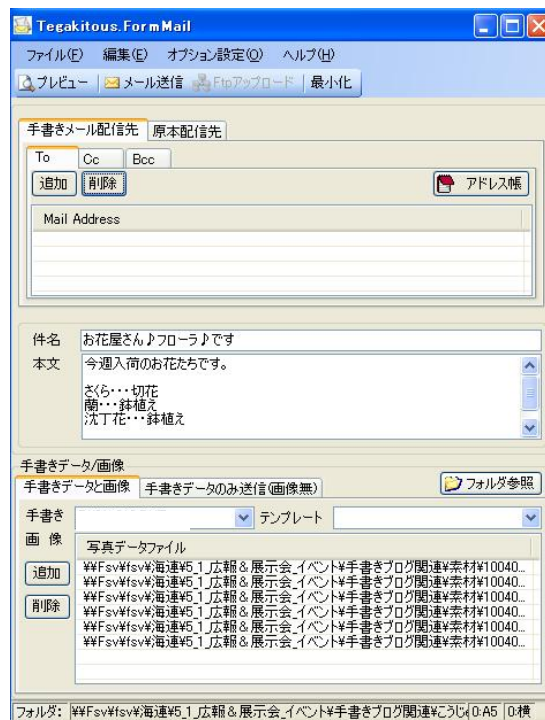 Tegakitous.FormMail
ファイル(F) 編集(E) オプション設定(O) ヘルプ(H)
プレビュー メール送信 Ftpアップロード 最小化
手書きメール配信先 原本配信先
To Cc Bcc
追加 削除 アドレス帳
Mail Address
件名 お花屋さん♪フローラ♪です
本文 今週入荷のお花たちです。
さくら・・・切花
蘭・・・鉢植え
沈丁花・・・鉢植え
手書きデータ/画像
手書きデータと画像 手書きデータのみ送信(画像無) フォルダ参照
手書き テンプレート
画 像 写真データファイル
追加
削除
¥¥Fsv¥fsv¥海連¥5_1_広報&展示会_イベント¥手書きブログ関連¥素材¥10040...
¥¥Fsv¥fsv¥海連¥5_1_広報&展示会_イベント¥手書きブログ関連¥素材¥10040...
¥¥Fsv¥fsv¥海連¥5_1_広報&展示会_イベント¥手書きブログ関連¥素材¥10040...
¥¥Fsv¥fsv¥海連¥5_1_広報&展示会_イベント¥手書きブログ関連¥素材¥10040...
¥¥Fsv¥fsv¥海連¥5_1_広報&展示会_イベント¥手書きブログ関連¥素材¥10040...
¥¥Fsv¥fsv¥海連¥5_1_広報&展示会_イベント¥手書きブログ関連¥素材¥10040...
フォルダ: ¥¥Fsv¥fsv¥海連¥5_1_広報&展示会_イベント¥手書きブログ関連¥こうじ 0:A5 0:横